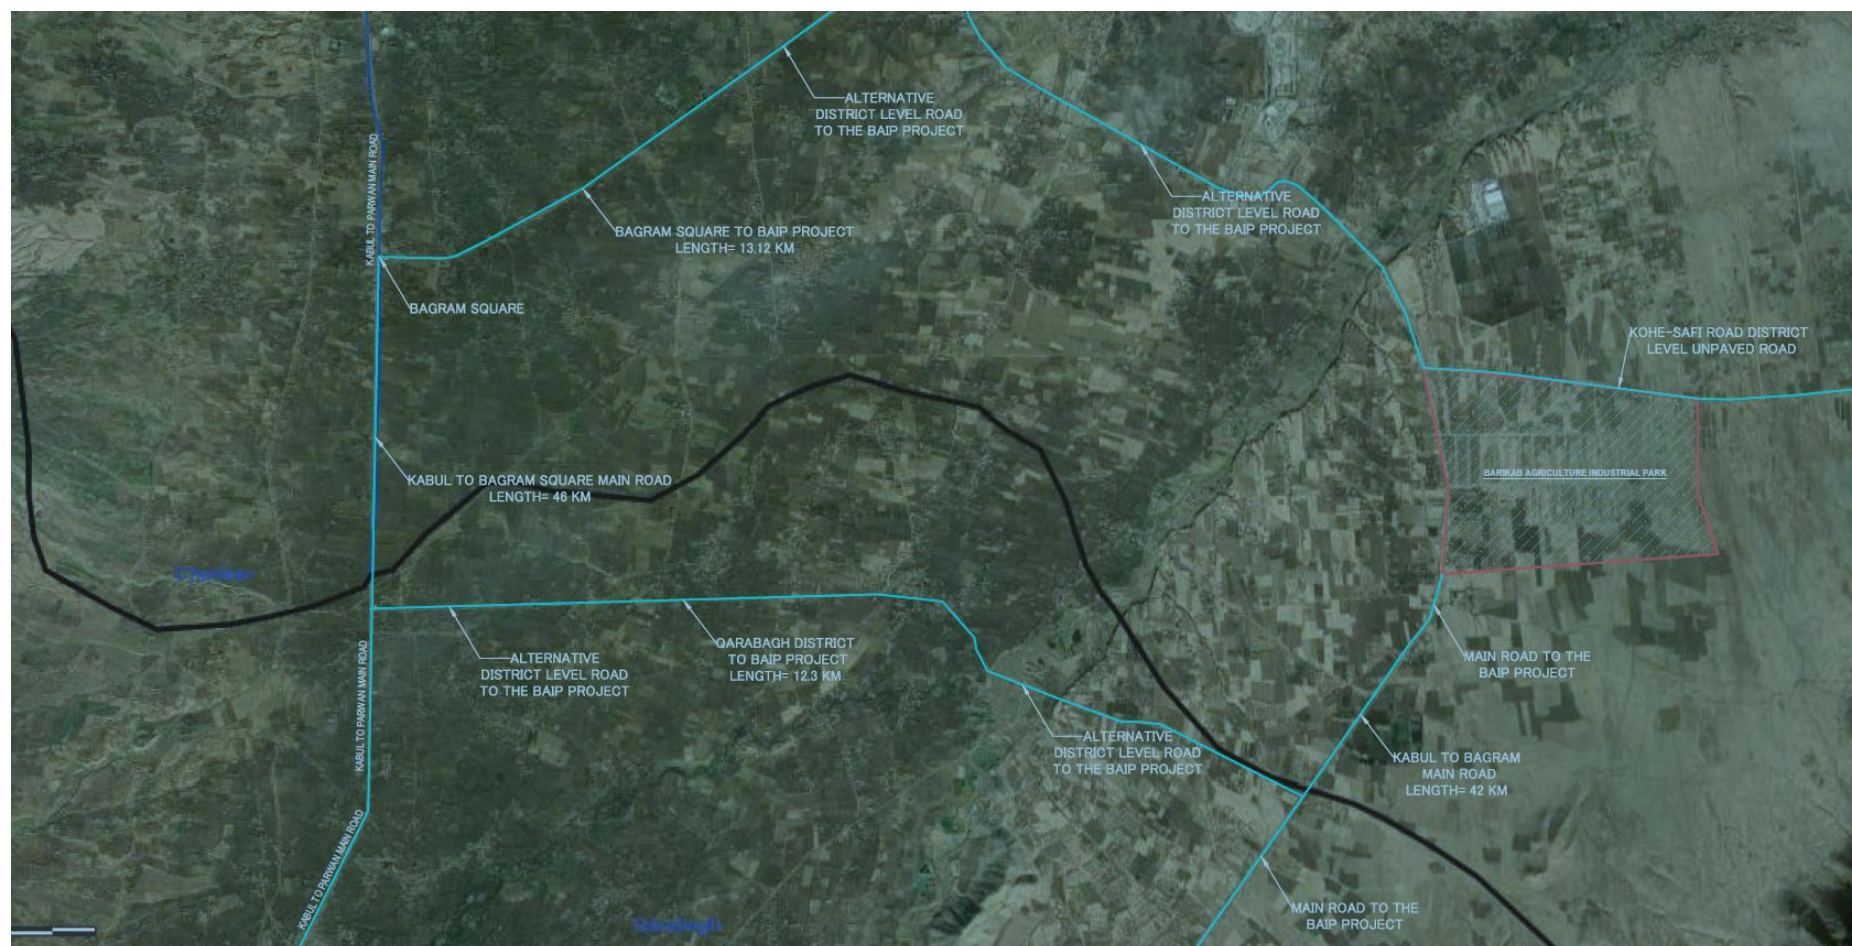 ALTERNATIVE
DISTRICT LEVEL ROAD
TO THE BAIP PROJECT
KABUL TO PARWAN MAIN ROAD
ALTERNATIVE
DISTRICT LEVEL ROAD
TO THE BAIP PROJECT
BAGRAM SQUARE TO BAIP PROJECT
LENGTH= 13.12 KM
BAGRAM SQUARE
KOHE-SAFI ROAD DISTRICT
LEVEL UNPAVED ROAD
BARIKAB AGRICULTURE INDUSTRIAL PARK
KABUL TO BAGRAM SQUARE MAIN ROAD
LENGTH= 46 KM
QARABAGH DISTRICT
TO BAIP PROJECT
LENGTH= 12.3 KM
ALTERNATIVE
DISTRICT LEVEL ROAD
TO THE BAIP PROJECT
MAIN ROAD TO THE
BAIP PROJECT
KABUL TO PARWAN MAIN ROAD
ALTERNATIVE
DISTRICT LEVEL ROAD
TO THE BAIP PROJECT
KABUL TO BAGRAM
MAIN ROAD
LENGTH= 42 KM
KABUL TO PARWAN MAIN ROAD
MAIN ROAD TO THE
BAIP PROJECT